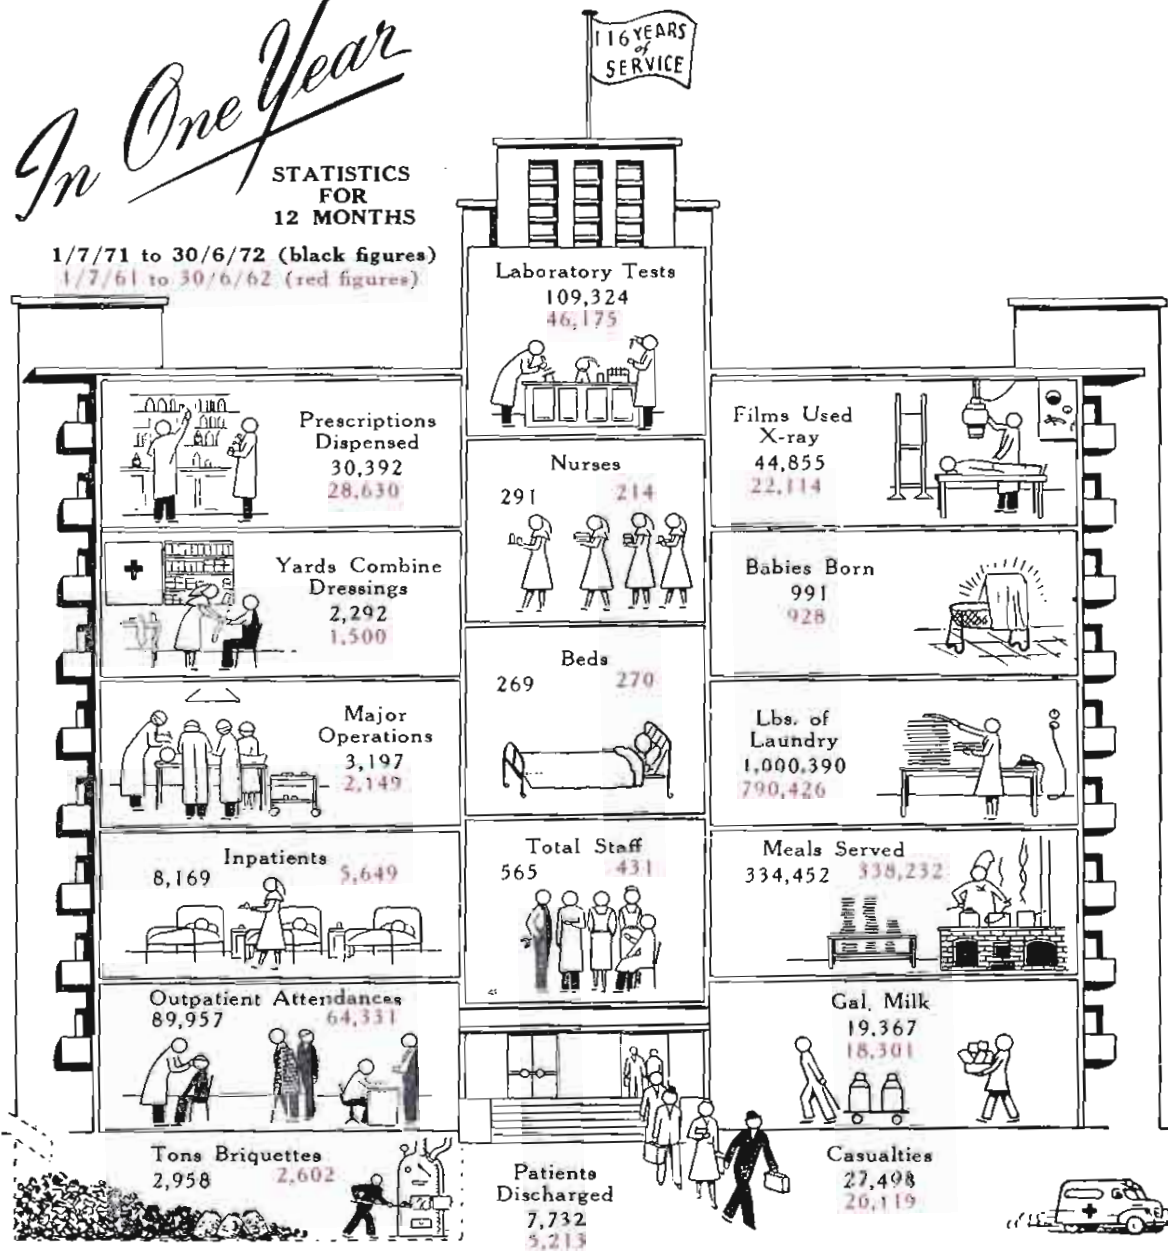 116 YEARS
of
SERVICE
In One Year
STATISTICS
FOR
12 MONTHS
1/7/71 to 30/6/72 (black figures)
1/7/61 to 30/6/62 (red figures)
Laboratory Tests
109,324
46,175
Prescriptions
Dispensed
30,392
28,630
Nurses
291 214
Films Used
X-ray
44,855
22,114
Yards Combine
Dressings
2,292
1,500
Babies Born
991
928
Beds
269 270
Major
Operations
3,197
2,149
Lbs. of
Laundry
1,000,390
790,426
Inpatients
8,169 5,649
Total Staff
565 431
Meals Served
334,452 338,232
Outpatient Attendances
89,957 64,331
Gal. Milk
19,367
18,301
Tons Briquettes
2,958 2,602
Patients
Discharged
7,732
5,213
Casualties
27,498
20,119